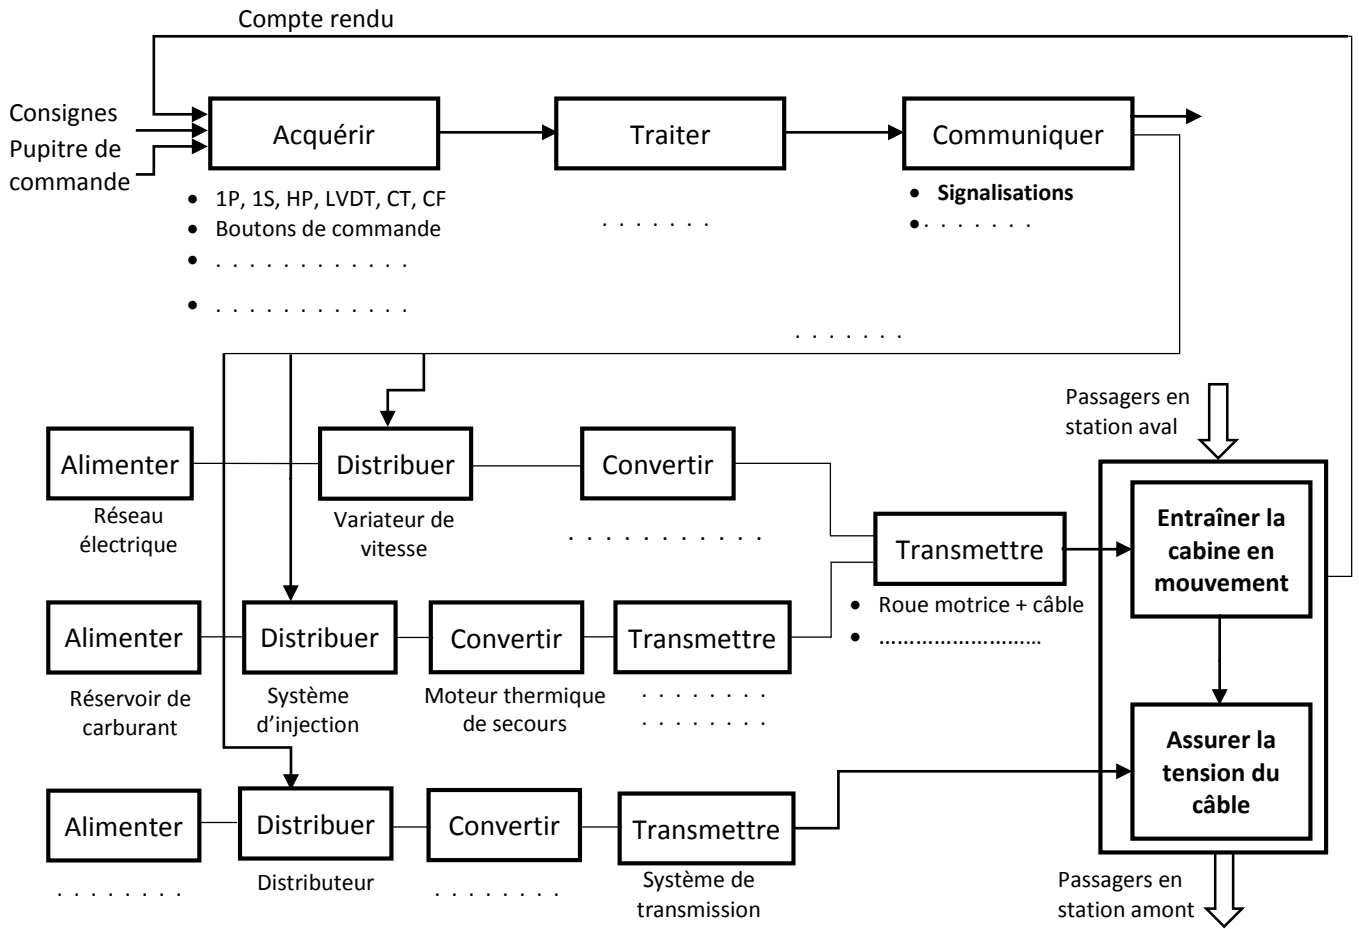 Compte rendu
Consignes
Pupitre de
commande
Acquérir
Traiter
Communiquer
• 1P, 1S, HP, LVDT, CT, CF
• Boutons de commande
• . . . . . . . . . . . .
• . . . . . . . . . . . .
. . . . . . .
• Signalisations
• . . . . . . .
. . . . . . .
Passagers en
station aval
Alimenter
Réseau
électrique
Distribuer
Variateur de
vitesse
Convertir
. . . . . . . . . . .
Transmettre
• Roue motrice + câble
• ...........................
Entraîner la
cabine en
mouvement
Alimenter
Réservoir de
carburant
Distribuer
Système
d’injection
Convertir
Moteur thermique
de secours
Transmettre
. . . . . . . .
. . . . . . . .
Assurer la
tension du
câble
Alimenter
. . . . . . . .
Distribuer
Distributeur
Convertir
. . . . . . . .
Transmettre
Système de
transmission
Passagers en
station amont